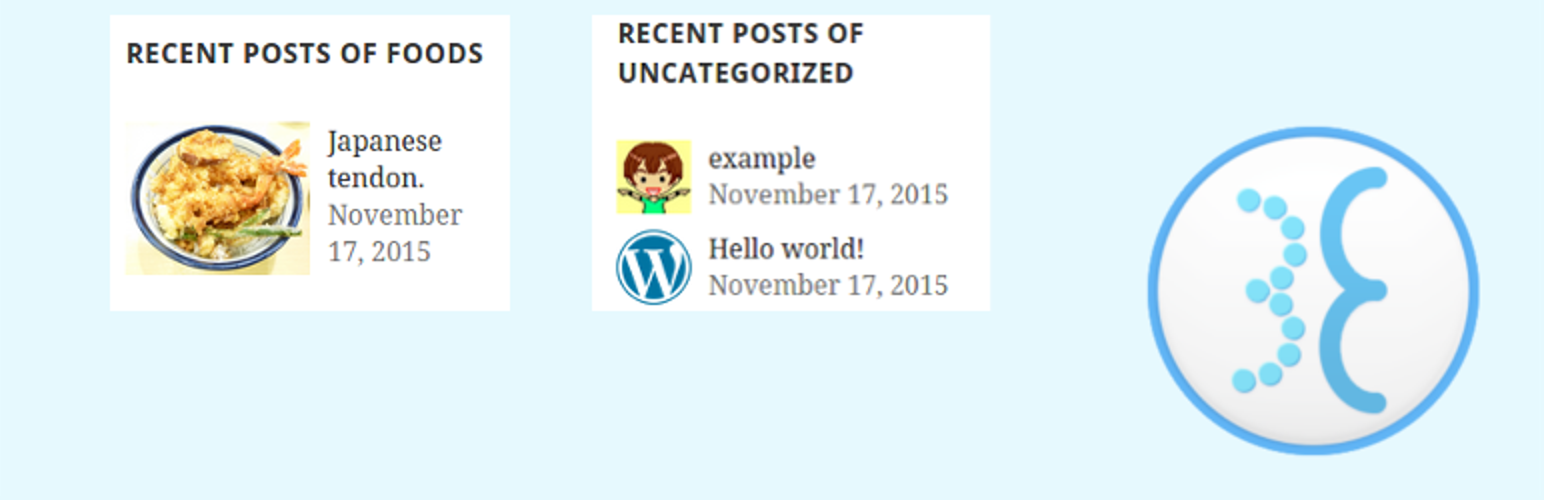 RECENT POSTS OF FOODS
Japanese
tendon.
November
17, 2015
RECENT POSTS OF
UNCATEGORIZED
example
November 17, 2015
Hello world!
November 17, 2015